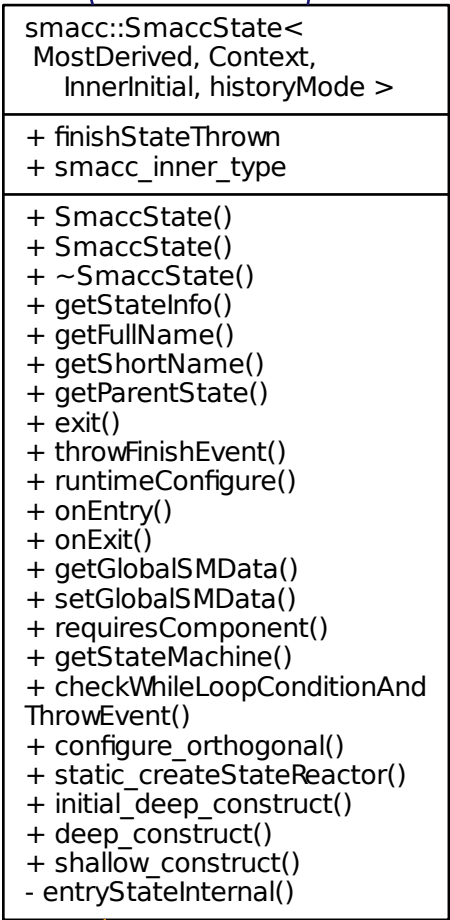 smacc::SmaccState<
MostDerived, Context,
InnerInitial, historyMode >
+ finishStateThrown
+ smacc_inner_type
+ SmaccState()
+ SmaccState()
+ ~SmaccState()
+ getStateInfo()
+ getFullName()
+ getShortName()
+ getParentState()
+ exit()
+ throwFinishEvent()
+ runtimeConfigure()
+ onEntry()
+ onExit()
+ getGlobalSMData()
+ setGlobalSMData()
+ requiresComponent()
+ getStateMachine()
+ checkWhileLoopConditionAnd
ThrowEvent()
+ configure_orthogonal()
+ static_createStateReactor()
+ initial_deep_construct()
+ deep_construct()
+ shallow_construct()
- entryStateInternal()